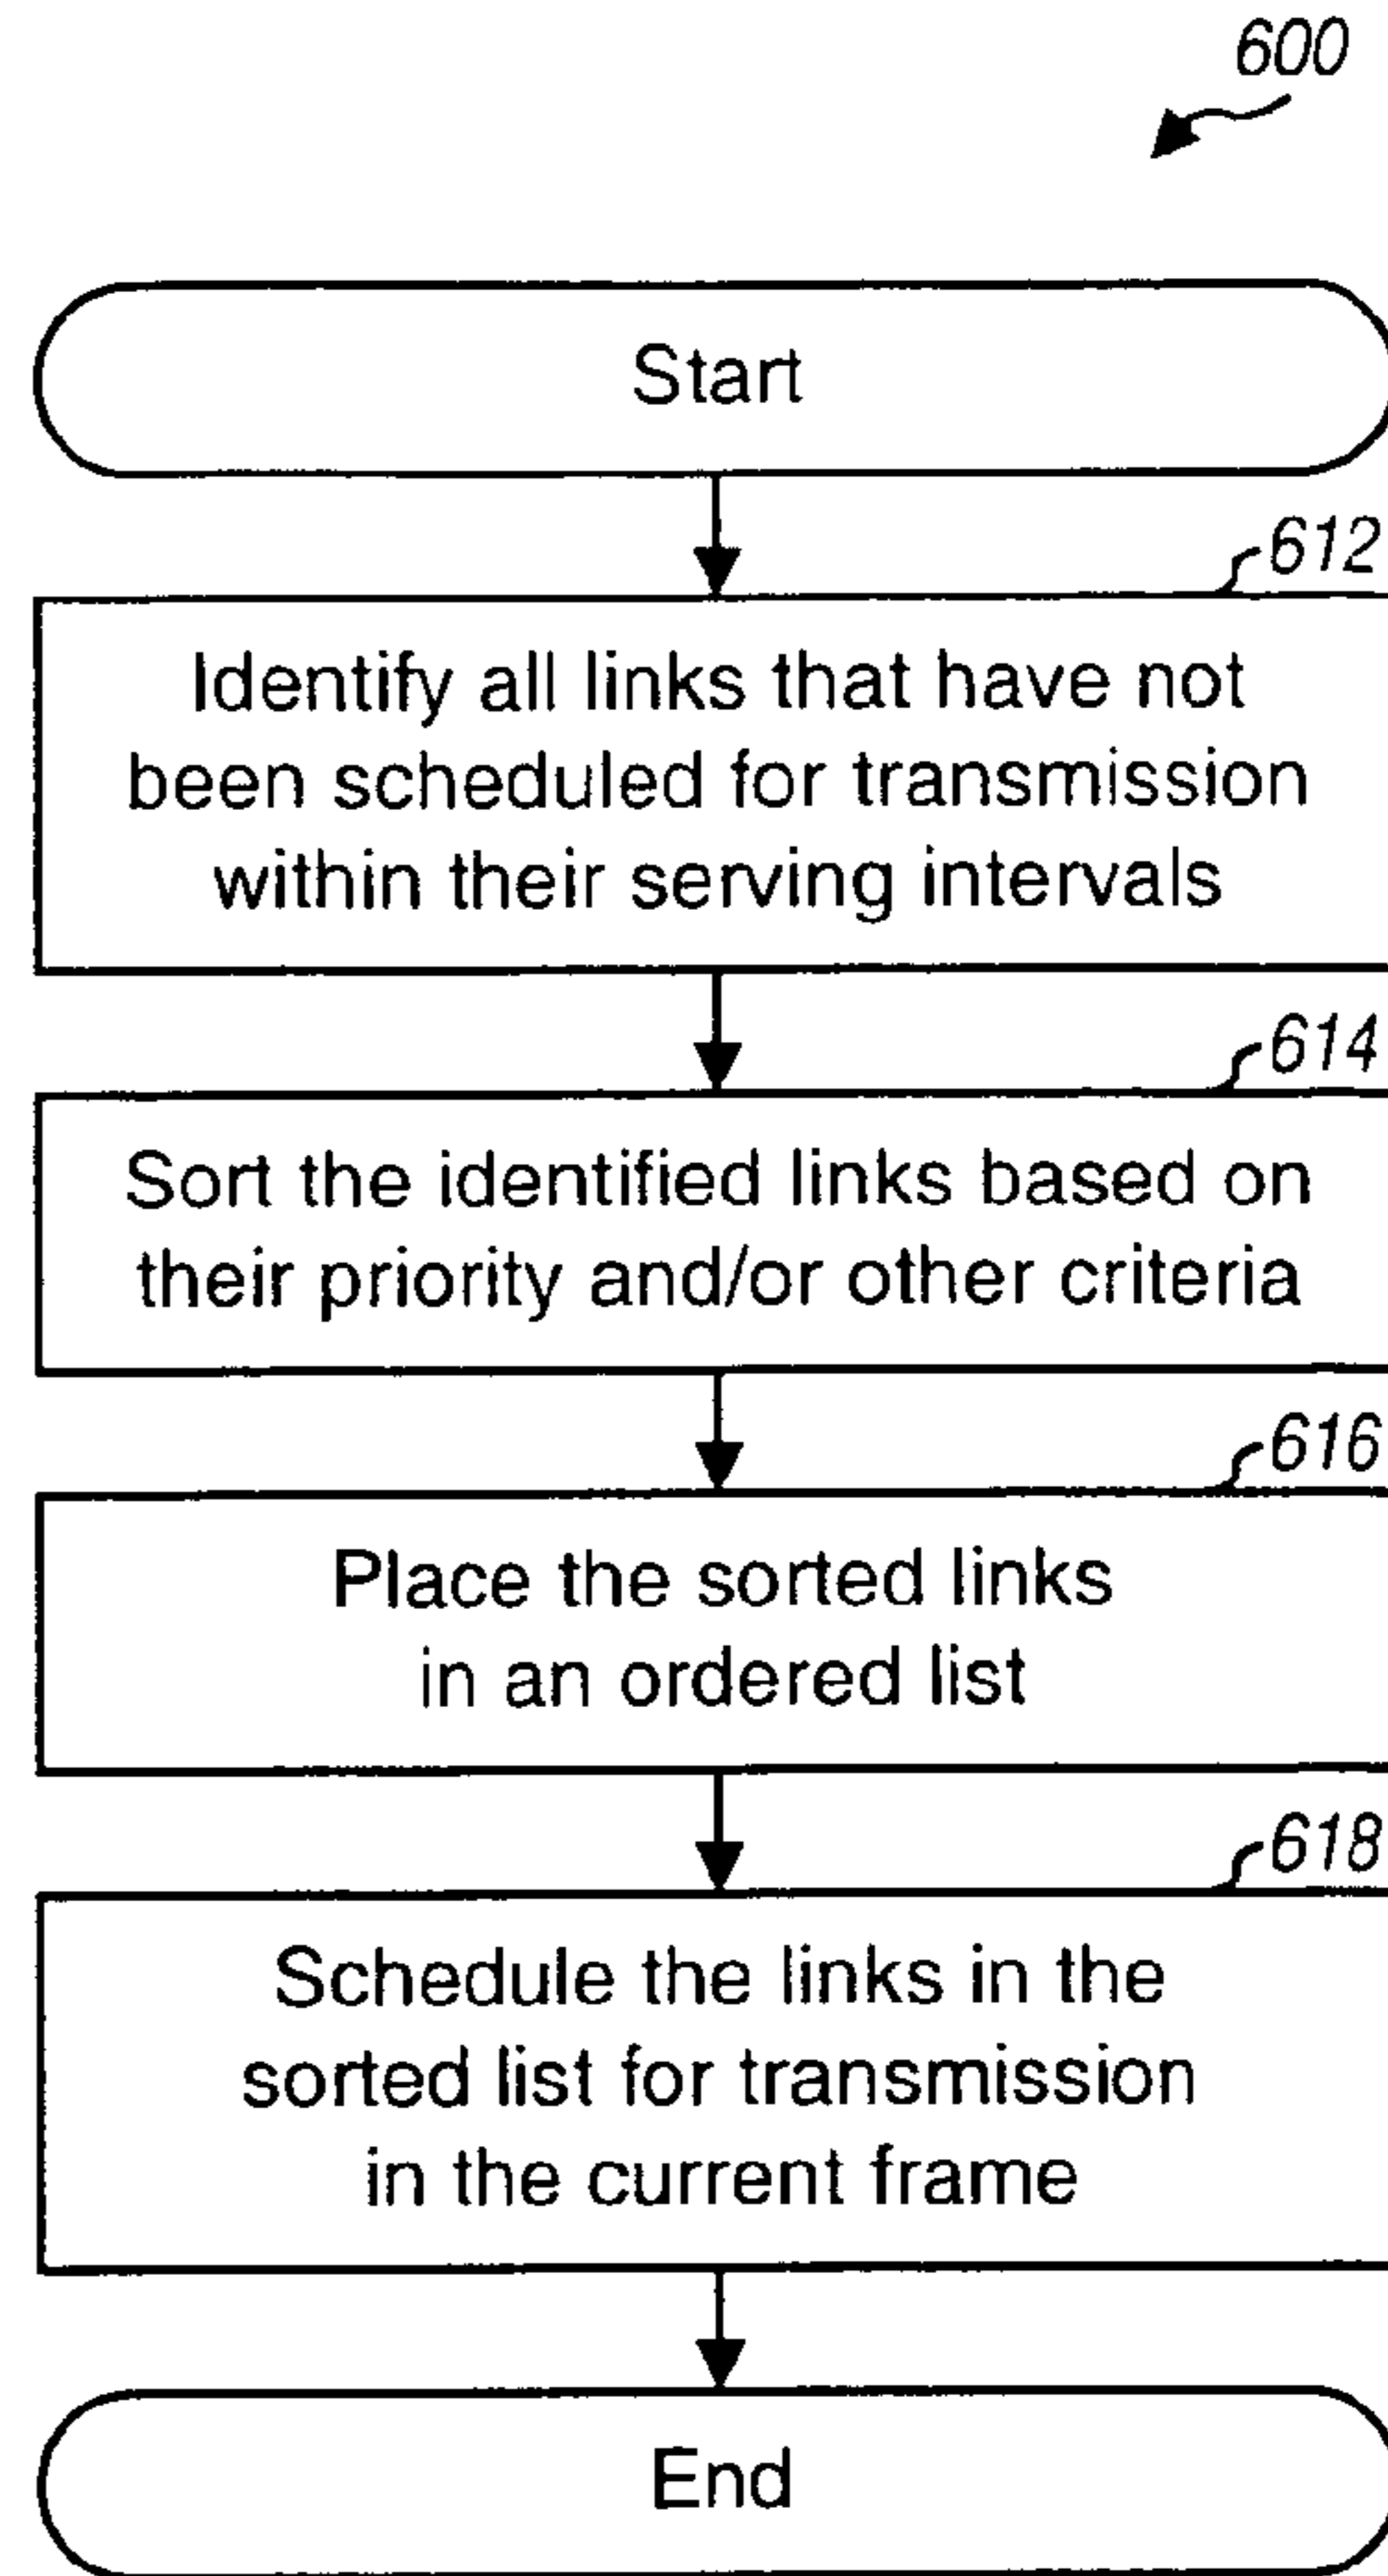 600
Start
612
Identify all links that have not
been scheduled for transmission
within their serving intervals
614
Sort the identified links based on
their priority and/or other criteria
616
Place the sorted links
in an ordered list
618
Schedule the links in the
sorted list for transmission
in the current frame
End